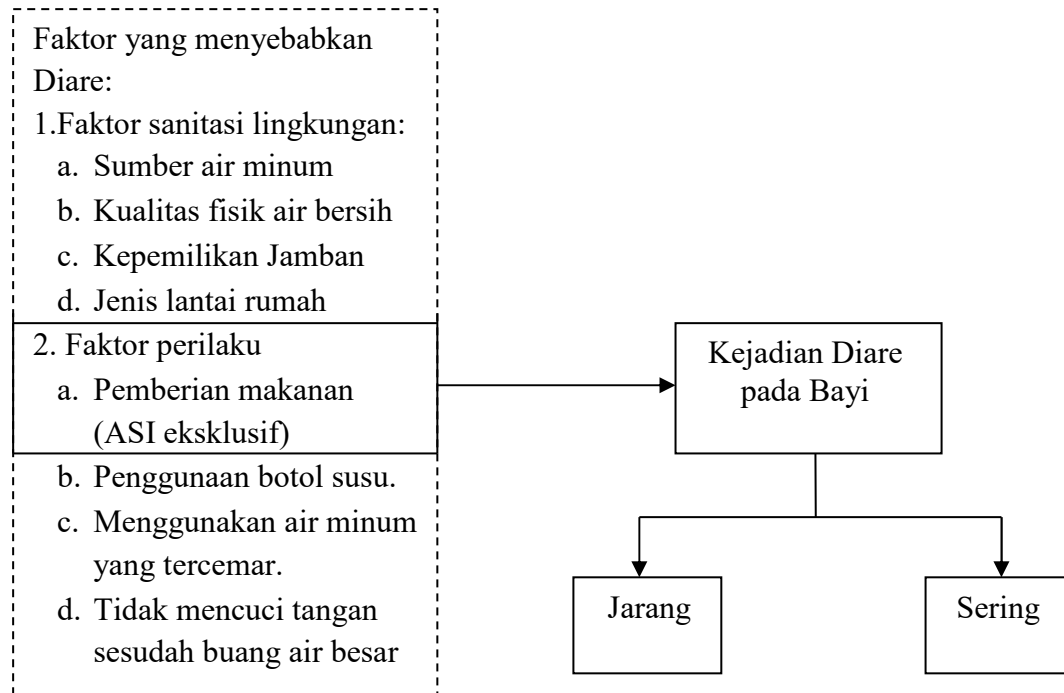 Faktor yang menyebabkan
Diare:
1.Faktor sanitasi lingkungan:
a. Sumber air minum
b. Kualitas fisik air bersih
c. Kepemilikan Jamban
d. Jenis lantai rumah
2. Faktor perilaku
a. Pemberian makanan
(ASI eksklusif)
b. Penggunaan botol susu.
c. Menggunakan air minum
yang tercemar.
d. Tidak mencuci tangan
sesudah buang air besar
Kejadian Diare
pada Bayi
Jarang
Sering